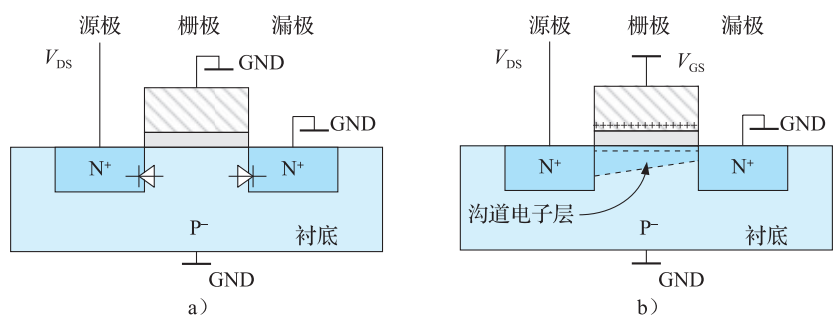 源极 栅极 漏极
V_DS
GND
GND
N⁺ N⁺
P⁻
衬底
GND
a）
源极 栅极 漏极
V_DS
V_GS
GND
N⁺ N⁺
沟道电子层
P⁻
衬底
GND
b）